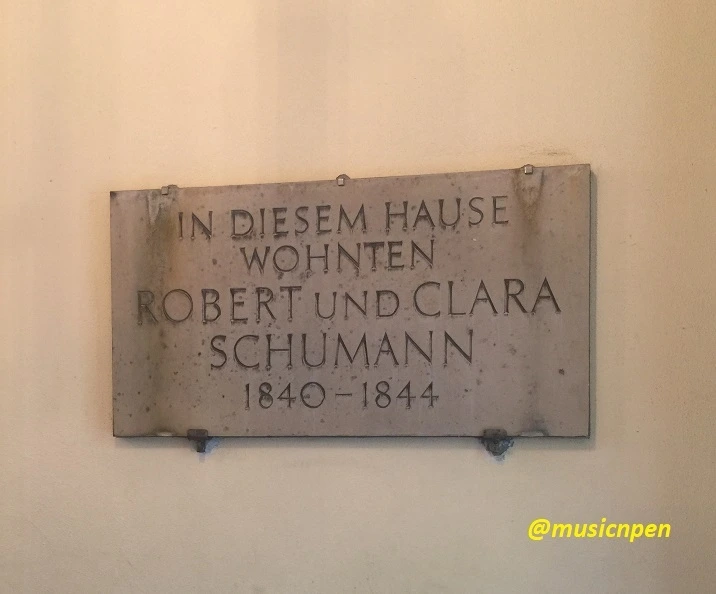 IN DIESEM HAUSE
WOHNTEN
ROBERT UND CLARA
SCHUMANN
1840 – 1844
@musicnpen